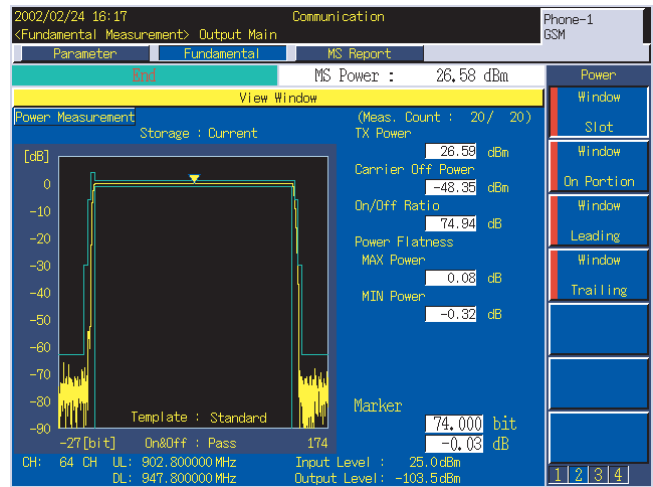 2002/02/24 16:17 Communication Phone-1
<Fundamental Measurement> Output Main GSM
Parameter Fundamental MS Report
End MS Power : 26.58 dBm Power
View Window
Window
Slot
Power Measurement (Meas. Count : 20/ 20)
Storage : Current TX Power
[dB] 26.59 dBm
Window
On Portion
Carrier Off Power
0 -48.35 dBm
-10 On/Off Ratio
Window
Leading
74.94 dB
-20 Power Flatness
-30 MAX Power
Window
Trailing
0.08 dB
-40 MIN Power
-50 -0.32 dB
-60
-70
-80 Marker
Template : Standard 74.000 bit
-90
-27[bit] On&Off : Pass 174 -0.03 dB
CH: 64 CH UL: 902.800000MHz Input Level : 25.0dBm
DL: 947.800000MHz Output Level: -103.5dBm
1 2 3 4